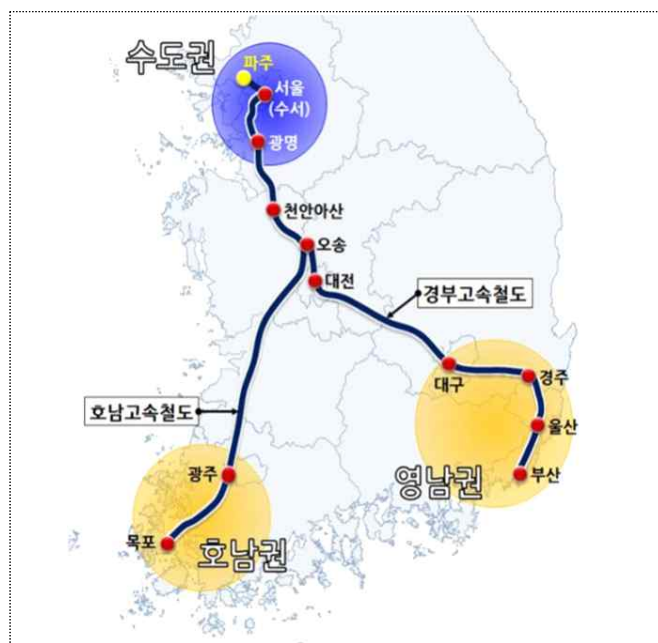 수도권
파주
서울
(수서)
광명
천안아산
오송
대전
경부고속철도
대구
경주
호남고속철도
울산
광주
영남권
부산
목포
호남권